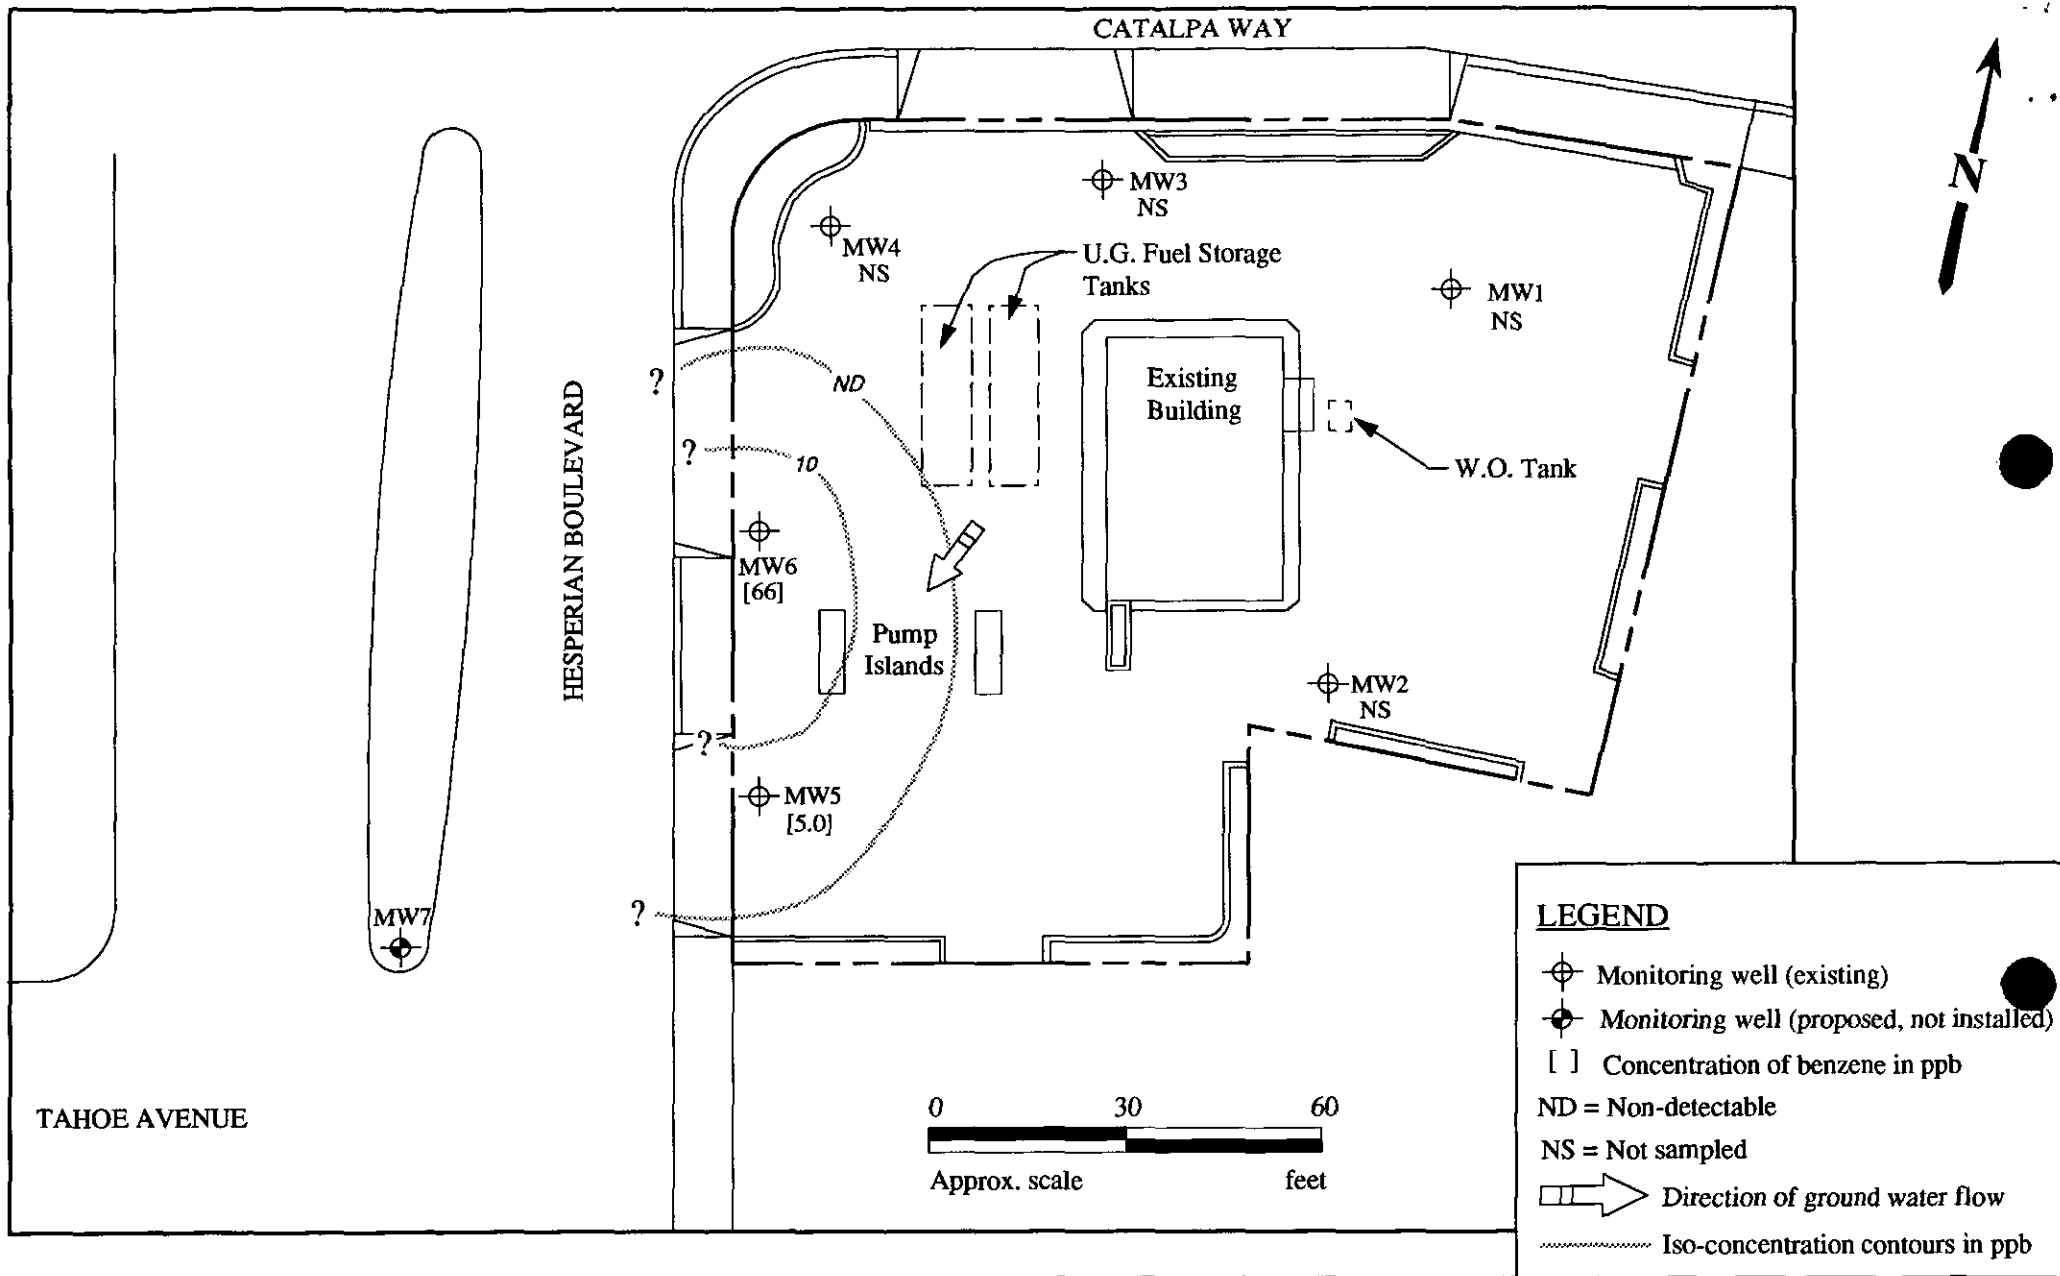 CATALPA WAY
N
MW3
NS
MW4
NS
U.G. Fuel Storage
Tanks
MW1
NS
?
ND
Existing
Building
HESPERIAN BOULEVARD
?
10
W.O. Tank
MW6
[66]
Pump
Islands
MW2
NS
?
MW5
[5.0]
?
MW7
TAHOE AVENUE
0 30 60
Approx. scale feet
LEGEND
Monitoring well (existing)
Monitoring well (proposed, not installed)
[ ] Concentration of benzene in ppb
ND = Non-detectable
NS = Not sampled
Direction of ground water flow
Iso-concentration contours in ppb